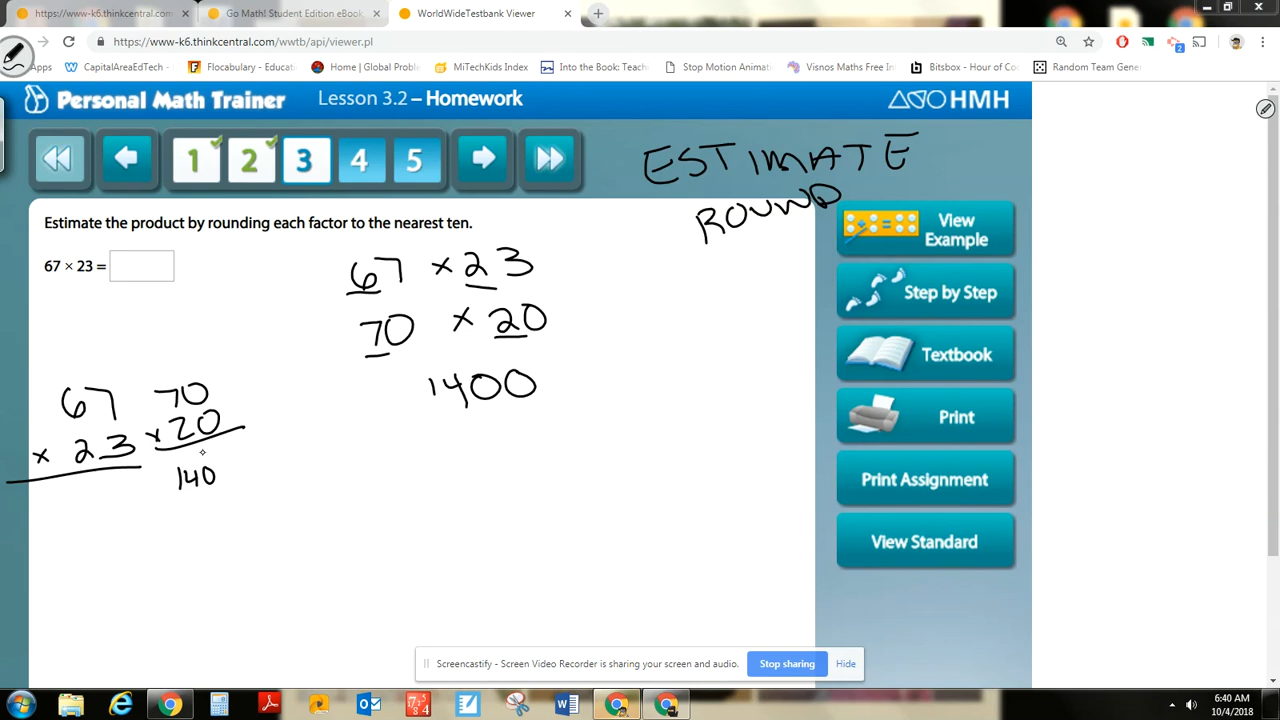 https://www-k6.thinkcentral.com/
Go Math! Student Edition eBook
WorldWideTestbank Viewer
https://www-k6.thinkcentral.com/wwtb/api/viewer.pl
2
Apps
CapitalAreaEdTech -
Flocabulary - Educat
Home | Global Proble
MiTechKids Index
Into the Book: Teach
Stop Motion Animat
Visnos Maths Free In
Bitsbox - Hour of Co
Random Team Gene
Personal Math Trainer
Lesson 3.2 – Homework
HMH
1 2 3 4 5
ESTIMATE
ROUND
Estimate the product by rounding each factor to the nearest ten.
67 × 23 =
67 × 23
70 × 20
1400
67
× 23
70
× 20
140
View Example
Step by Step
Textbook
Print
Print Assignment
View Standard
Screencastify - Screen Video Recorder is sharing your screen and audio.
Stop sharing
Hide
6:40 AM
10/4/2018